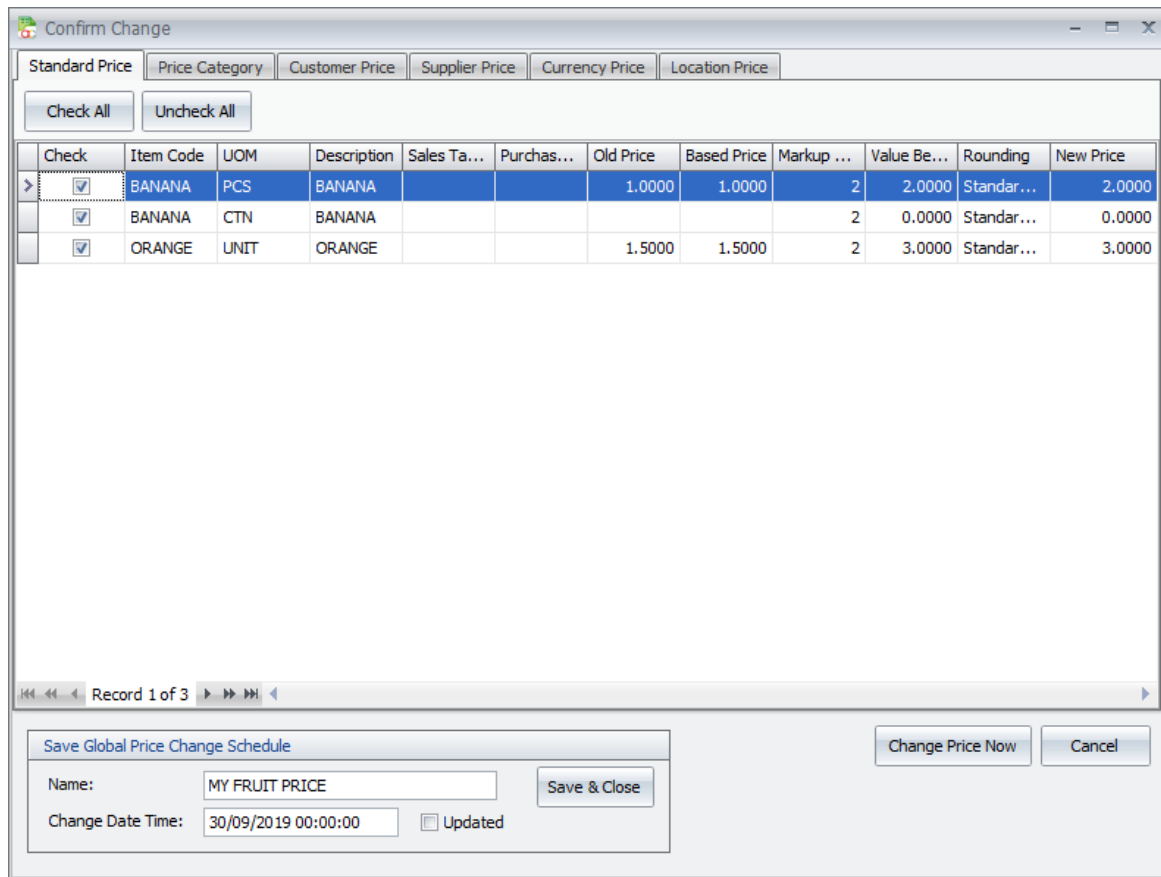 Confirm Change
Standard Price Price Category Customer Price Supplier Price Currency Price Location Price
Check All Uncheck All
Check Item Code UOM Description Sales Ta... Purchas... Old Price Based Price Markup ... Value Be... Rounding New Price
BANANA PCS BANANA 1.0000 1.0000 2 2.0000 Standar... 2.0000
BANANA CTN BANANA 2 0.0000 Standar... 0.0000
ORANGE UNIT ORANGE 1.5000 1.5000 2 3.0000 Standar... 3.0000
Record 1 of 3
Save Global Price Change Schedule
Change Price Now Cancel
Name: MY FRUIT PRICE Save & Close
Change Date Time: 30/09/2019 00:00:00 Updated